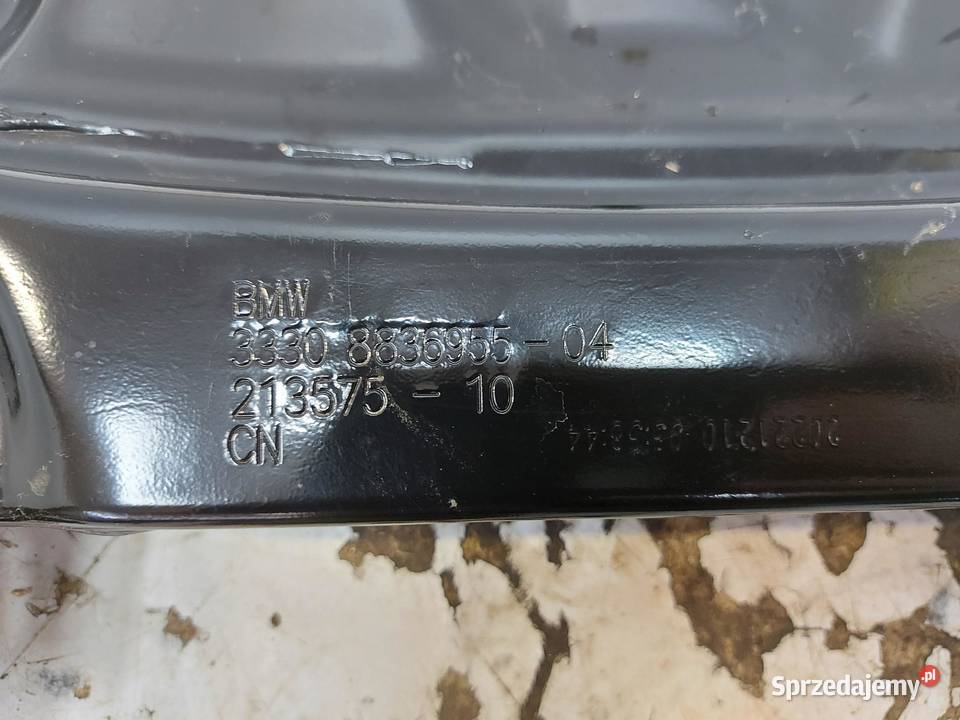 BMW
3330 8836955-04
213575 - 10
CN
Sprzedajemy.pl